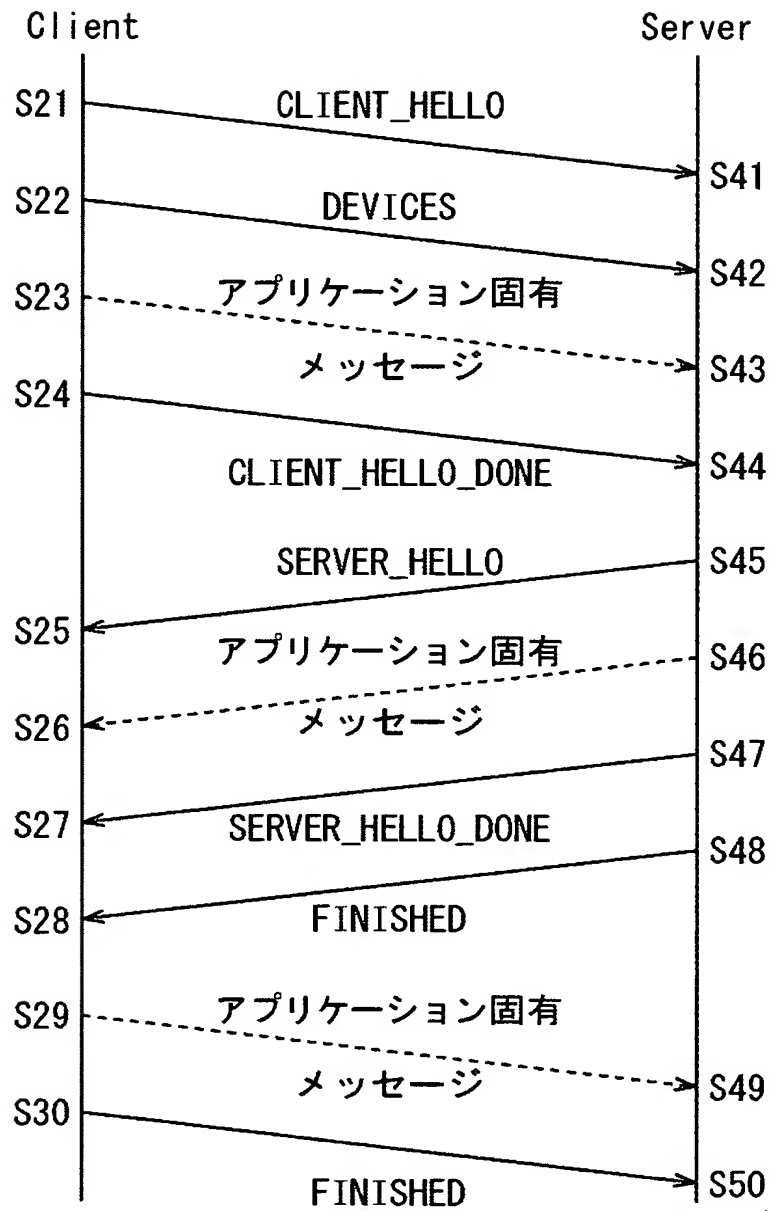 Client
Server
S21
CLIENT_HELLO
S41
S22
DEVICES
S42
S23
アプリケーション固有
メッセージ
S43
S24
CLIENT_HELLO_DONE
S44
SERVER_HELLO
S45
S25
アプリケーション固有
S46
S26
メッセージ
S47
S27
SERVER_HELLO_DONE
S48
S28
FINISHED
S29
アプリケーション固有
メッセージ
S49
S30
FINISHED
S50